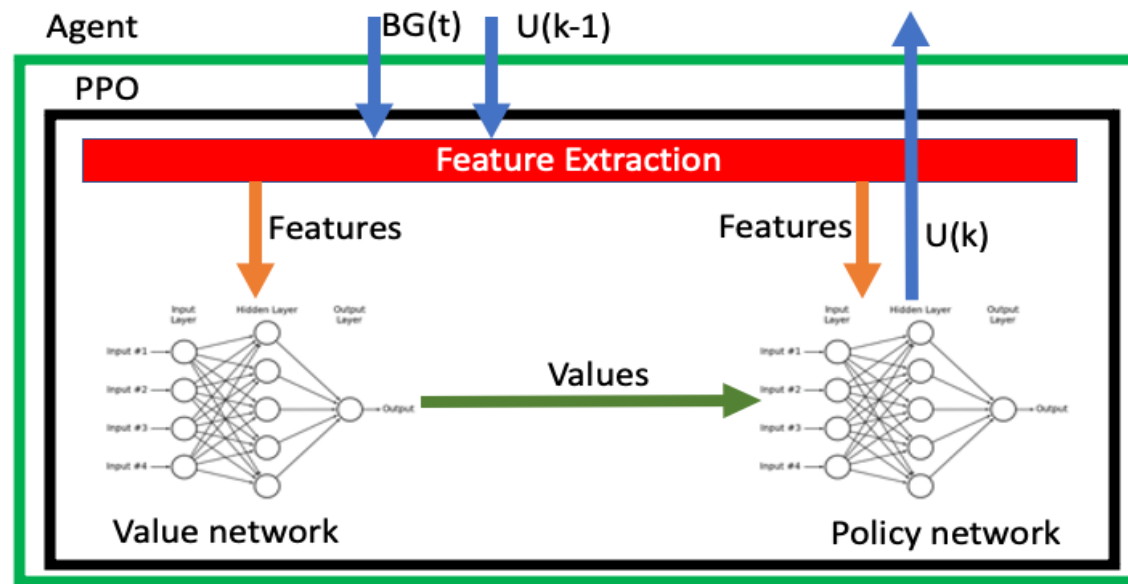 Agent
BG(t)
U(k-1)
PPO
Feature Extraction
Features
Features
U(k)
Input
Layer
Hidden Layer
Output
Layer
Input #1
Input #2
Input #3
Input #4
Output
Values
Input
Layer
Hidden Layer
Output
Layer
Input #1
Input #2
Input #3
Input #4
Output
Value network
Policy network